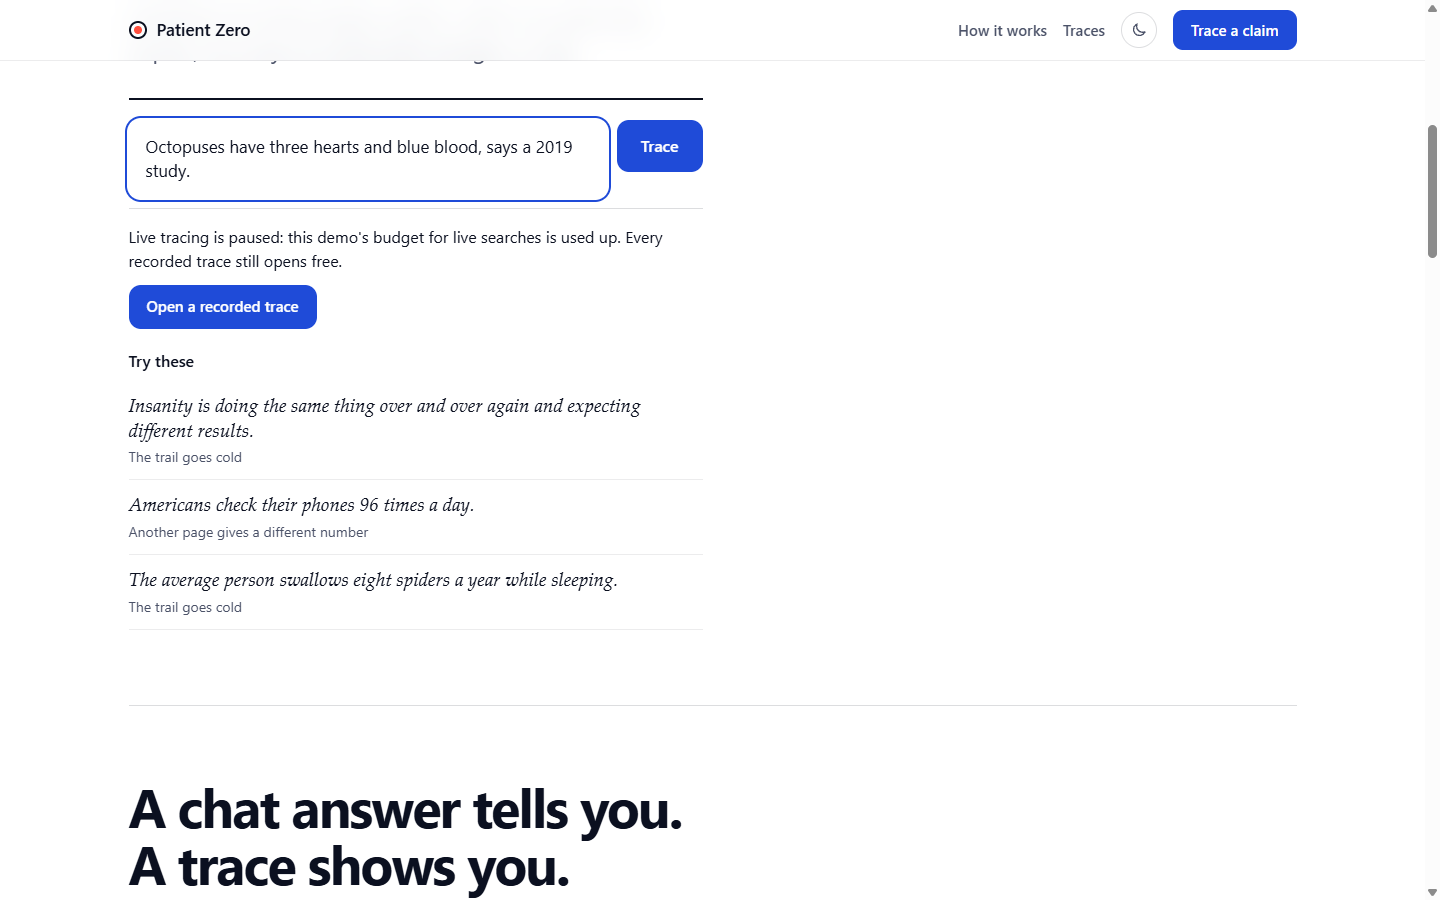 Patient Zero
How it works
Traces
Trace a claim
Octopuses have three hearts and blue blood, says a 2019
study.
Trace
Live tracing is paused: this demo's budget for live searches is used up. Every
recorded trace still opens free.
Open a recorded trace
Try these
Insanity is doing the same thing over and over again and expecting
different results.
The trail goes cold
Americans check their phones 96 times a day.
Another page gives a different number
The average person swallows eight spiders a year while sleeping.
The trail goes cold
A chat answer tells you.
A trace shows you.